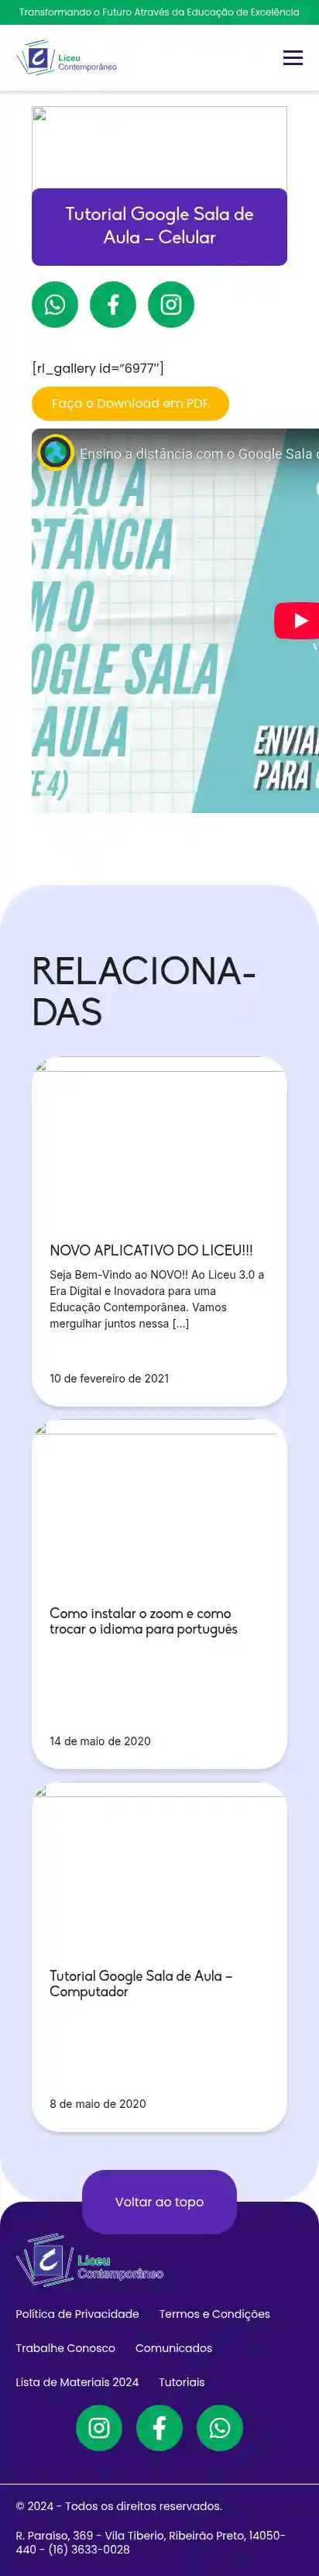 Transformando o Futuro Através da Educação de Excelência
Liceu
Contemporâneo
Tutorial Google Sala de
Aula – Celular
[rl_gallery id=”6977″]
Faça o Download em PDF
Ensino a distância com o Google Sala
SINO A
STÂNCIA
M O
OGLE SALA
AULA
TE 4)
ENVIA
PARA
RELACIONA-
DAS
NOVO APLICATIVO DO LICEU!!!
Seja Bem-Vindo ao NOVO!! Ao Liceu 3.0 a
Era Digital e Inovadora para uma
Educação Contemporânea. Vamos
mergulhar juntos nessa [...]
10 de fevereiro de 2021
Como instalar o zoom e como
trocar o idioma para português
14 de maio de 2020
Tutorial Google Sala de Aula –
Computador
8 de maio de 2020
Voltar ao topo
Liceu
Contemporâneo
Política de Privacidade Termos e Condições
Trabalhe Conosco Comunicados
Lista de Materiais 2024 Tutoriais
© 2024 - Todos os direitos reservados.
R. Paraíso, 369 - Vila Tiberio, Ribeirão Preto, 14050-
440 - (16) 3633-0028